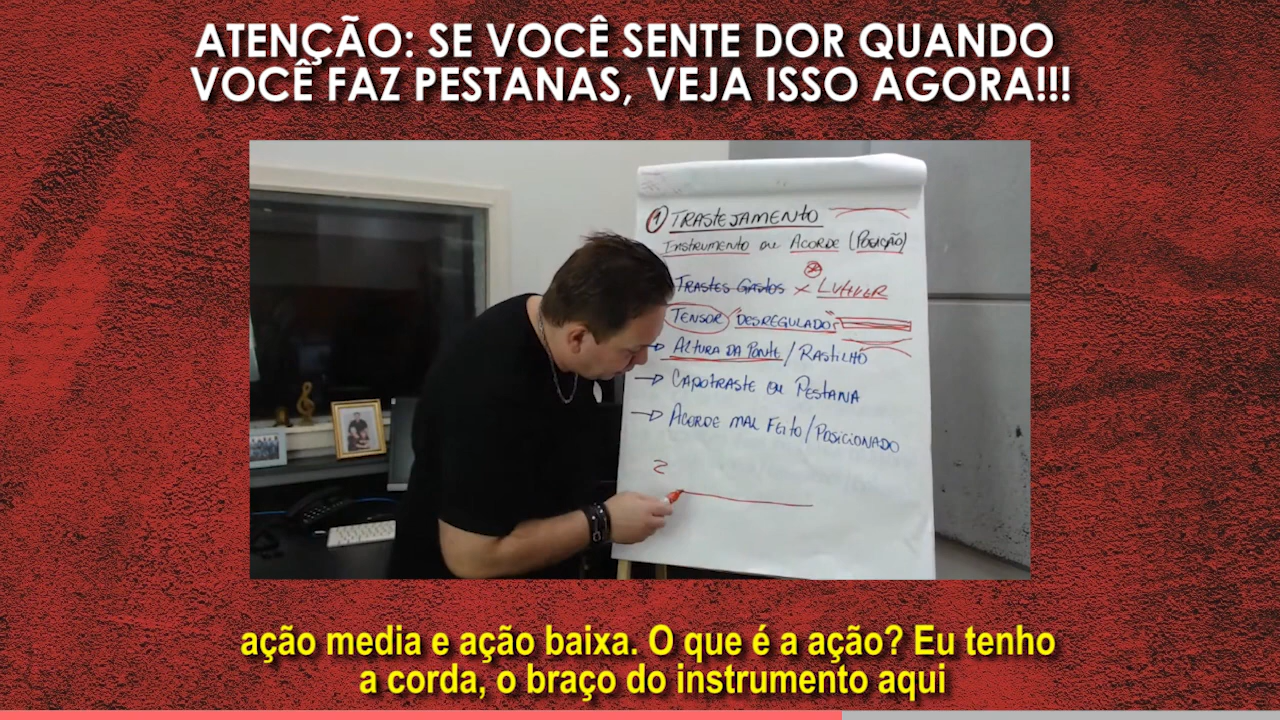 ATENÇÃO: SE VOCÊ SENTE DOR QUANDO
VOCÊ FAZ PESTANAS, VEJA ISSO AGORA!!!
1 TRASTEJAMENTO
INSTRUMENTO OU ACORDE (POSIÇÃO)
TRASTES GASTOS X LUTHIER
TENSOR "DESREGULADO"
ALTURA DA PONTE / RASTILHO
CAPOTRASTE OU PESTANA
ACORDE MAL FEITO / POSICIONADO
2
ação media e ação baixa. O que é a ação? Eu tenho
a corda, o braço do instrumento aqui